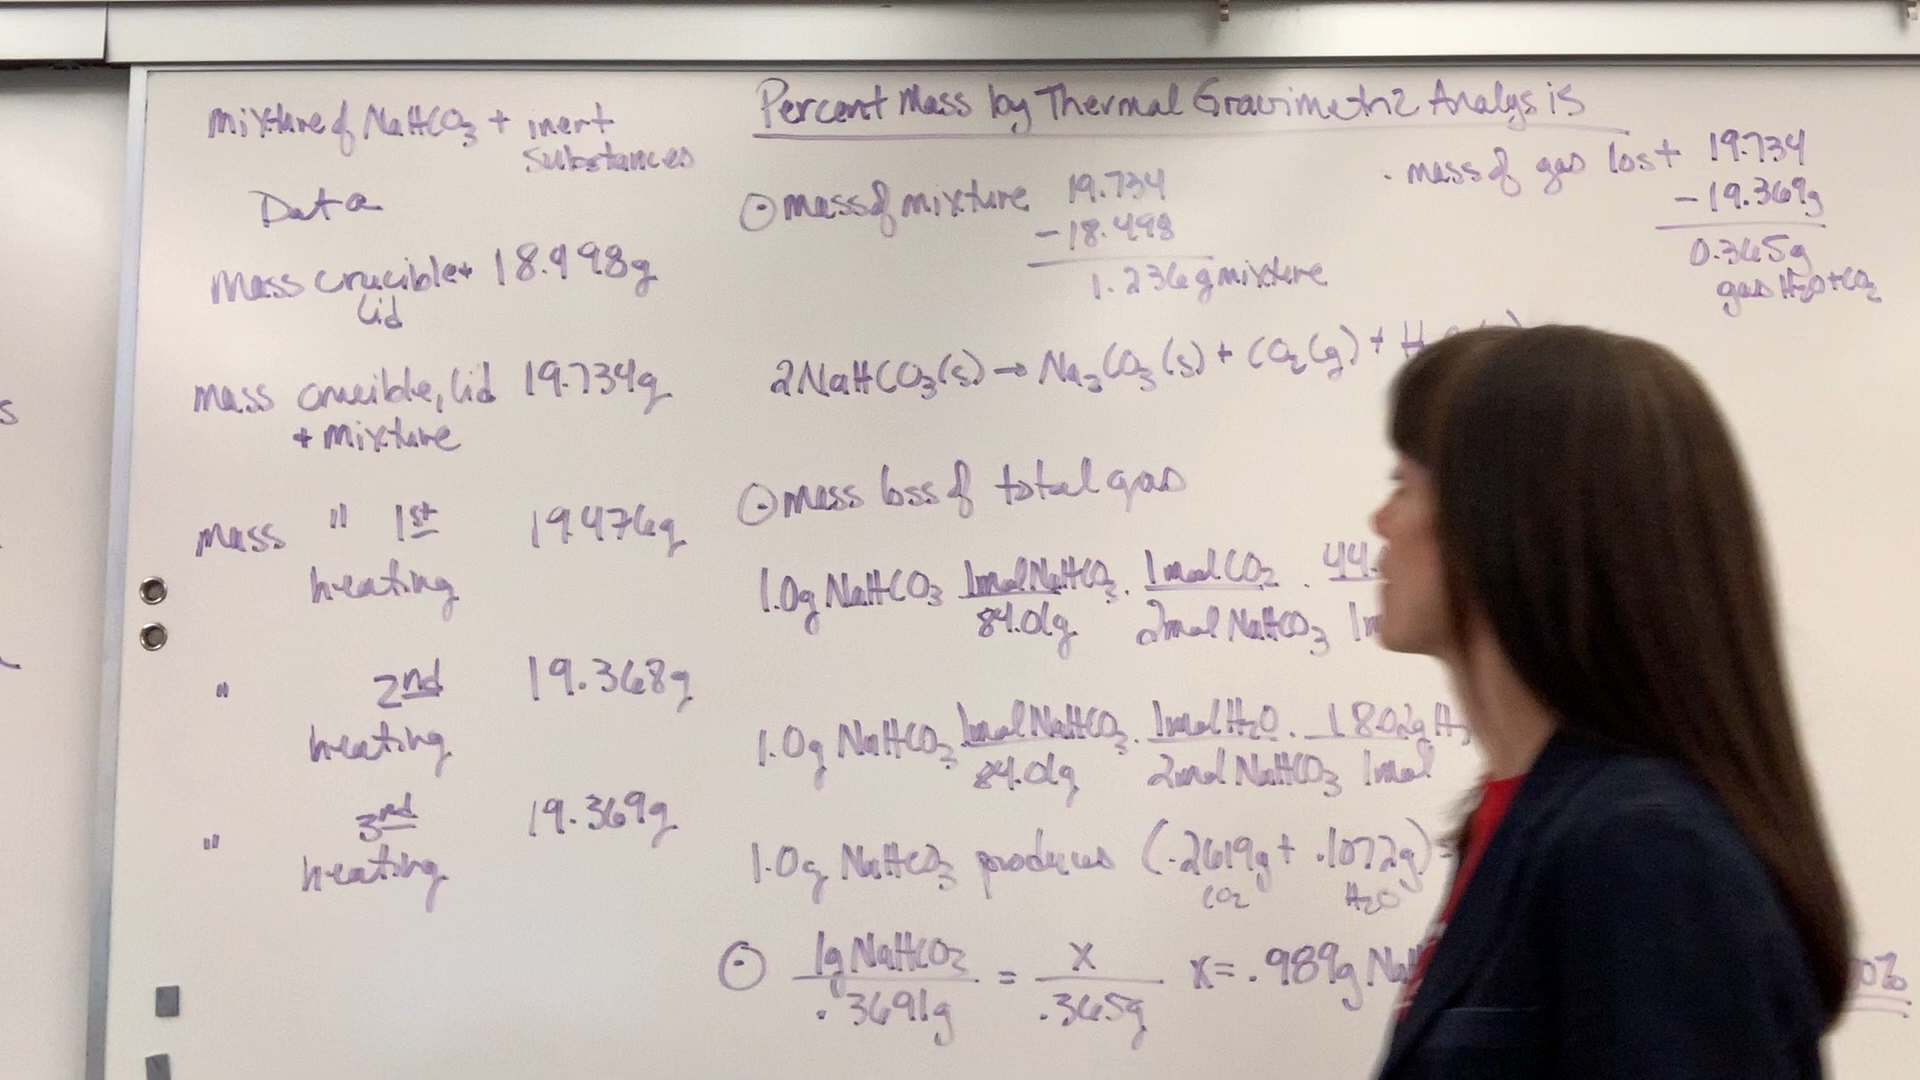 Percent Mass by Thermal Gravimetric Analysis
mixture of NaHCO3 + inert
substances
Data
mass crucible + 18.498g
lid
mass crucible, lid 19.734g
+ mixture
mass " 1st 19.476g
heating
" 2nd 19.368g
heating
" 3rd 19.369g
heating
⊙ mass of mixture 19.734
-18.498
1.236g mixture
2NaHCO3(s) → Na2CO3(s) + CO2(g) + H
⊙ mass loss of total gas
1.0g NaHCO3 1mol NaHCO3 . 1mol CO2 . 44.
84.01g 2mol NaHCO3 1m
1.0g NaHCO3 1mol NaHCO3 . 1mol H2O . 18.02g H2
84.01g 2mol NaHCO3 1mol
1.0g NaHCO3 produces (.2619g + .1072g) =
CO2 H2O
⊙ 1g NaHCO3 = x x = .989g Na
.3691g .365g
. mass of gas lost 19.734
-19.369g
0.365g
gas H2O + CO2